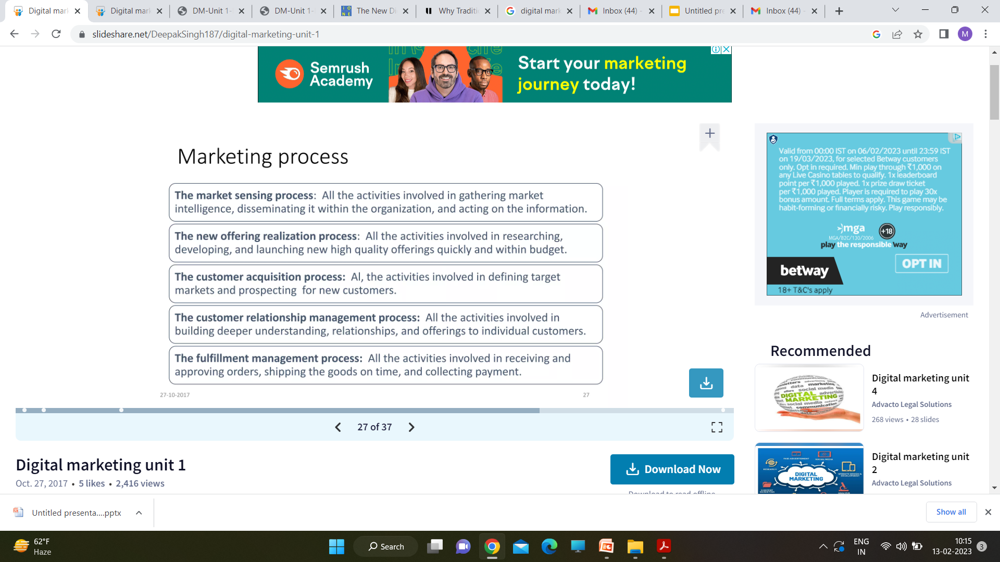 Digital mar
Digital mar
DM-Unit 1-
DM-Unit 1-
The New Di
Why Traditi
digital mark
Inbox (44) -
Untitled pre
Inbox (44) -
slideshare.net/DeepakSingh187/digital-marketing-unit-1
M
Semrush
Academy
Start your marketing
journey today!
Marketing process
The market sensing process: All the activities involved in gathering market
intelligence, disseminating it within the organization, and acting on the information.
The new offering realization process: All the activities involved in researching,
developing, and launching new high quality offerings quickly and within budget.
The customer acquisition process: Al, the activities involved in defining target
markets and prospecting for new customers.
The customer relationship management process: All the activities involved in
building deeper understanding, relationships, and offerings to individual customers.
The fulfillment management process: All the activities involved in receiving and
approving orders, shipping the goods on time, and collecting payment.
27-10-2017
27
27 of 37
Digital marketing unit 1
Oct. 27, 2017 • 5 likes • 2,416 views
Download Now
Download to read offline
Valid from 00:00 IST on 06/02/2023 until 23:59 IST
on 19/03/2023, for selected Betway customers
only. Opt in required. Min play through ₹1,000 on
any Live Casino tables to qualify. 1x leaderboard
point per ₹1,000 played. 1x prize draw ticket
per ₹1,000 played. Player is required to play 30x
bonus amount. Full terms apply. This game may be
habit-forming or financially risky. Play responsibly.
mga
+18
MGA/B2C/130/2006
play the responsible way
OPT IN
betway
18+ T&C's apply
Advertisement
Recommended
DIGITAL
MARKETING
Digital marketing unit
4
Advacto Legal Solutions
268 views • 28 slides
DIGITAL
MARKETING
Digital marketing unit
2
Advacto Legal Solutions
Untitled presenta....pptx
Show all
62°F
Haze
Search
ENG
IN
10:15
13-02-2023
3